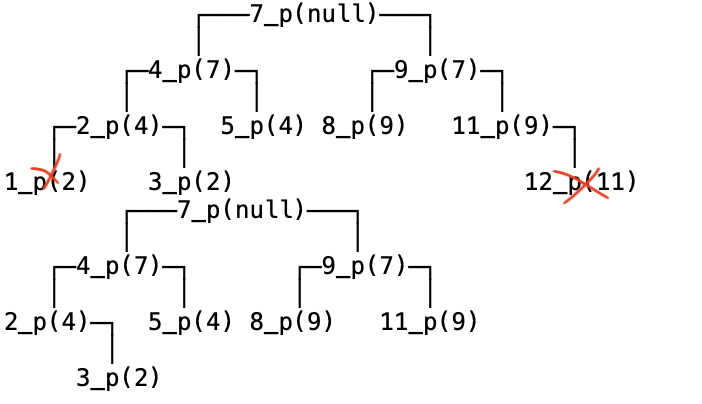 7_p(null)
4_p(7) 9_p(7)
2_p(4) 5_p(4) 8_p(9) 11_p(9)
1_p(2) 3_p(2) 12_p(11)
7_p(null)
4_p(7) 9_p(7)
2_p(4) 5_p(4) 8_p(9) 11_p(9)
3_p(2)